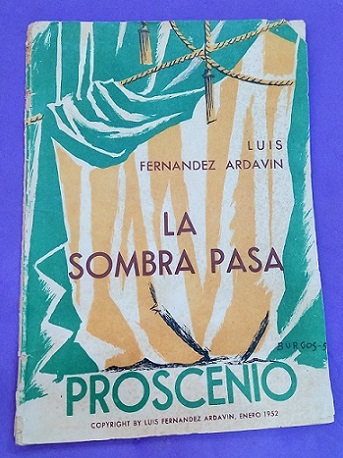 LUIS
FERNANDEZ ARDAVIN
LA
SOMBRA PASA
BURGOS-5
PROSCENIO
COPYRIGHT BY LUIS FERNANDEZ ARDAVIN, ENERO 1952